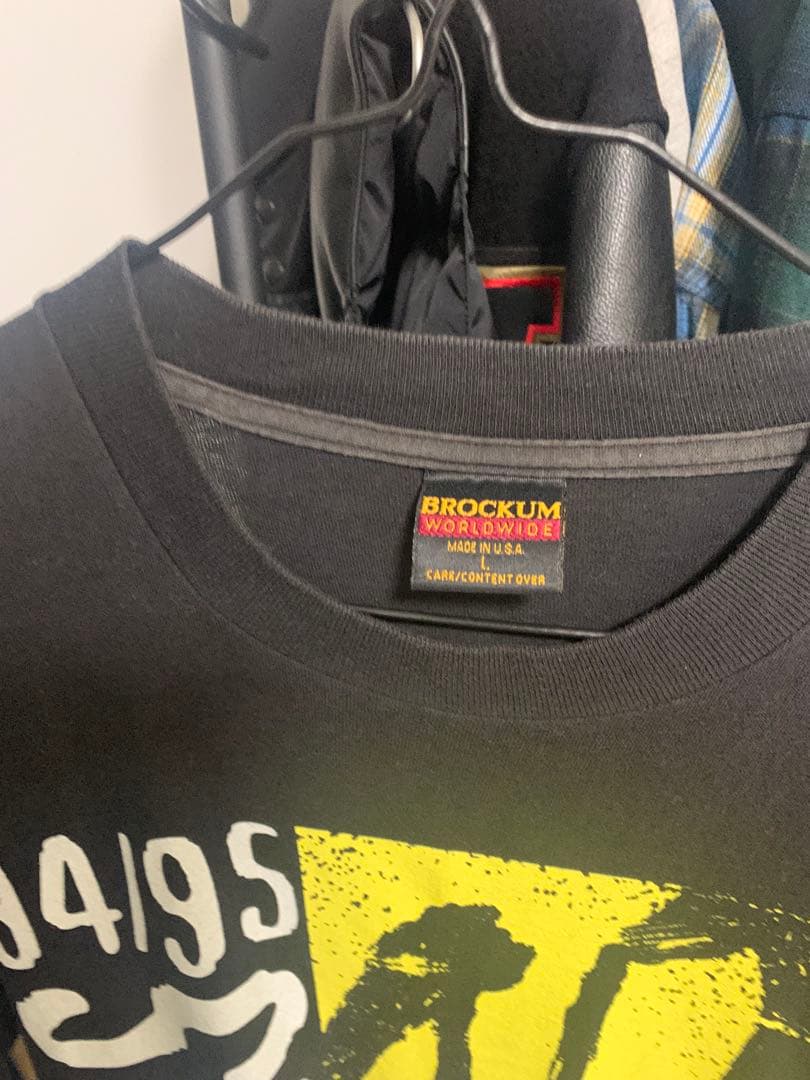 BROCKUM
WORLDWIDE
MADE IN U.S.A.
L
CARE/CONTENT OVER
94/95